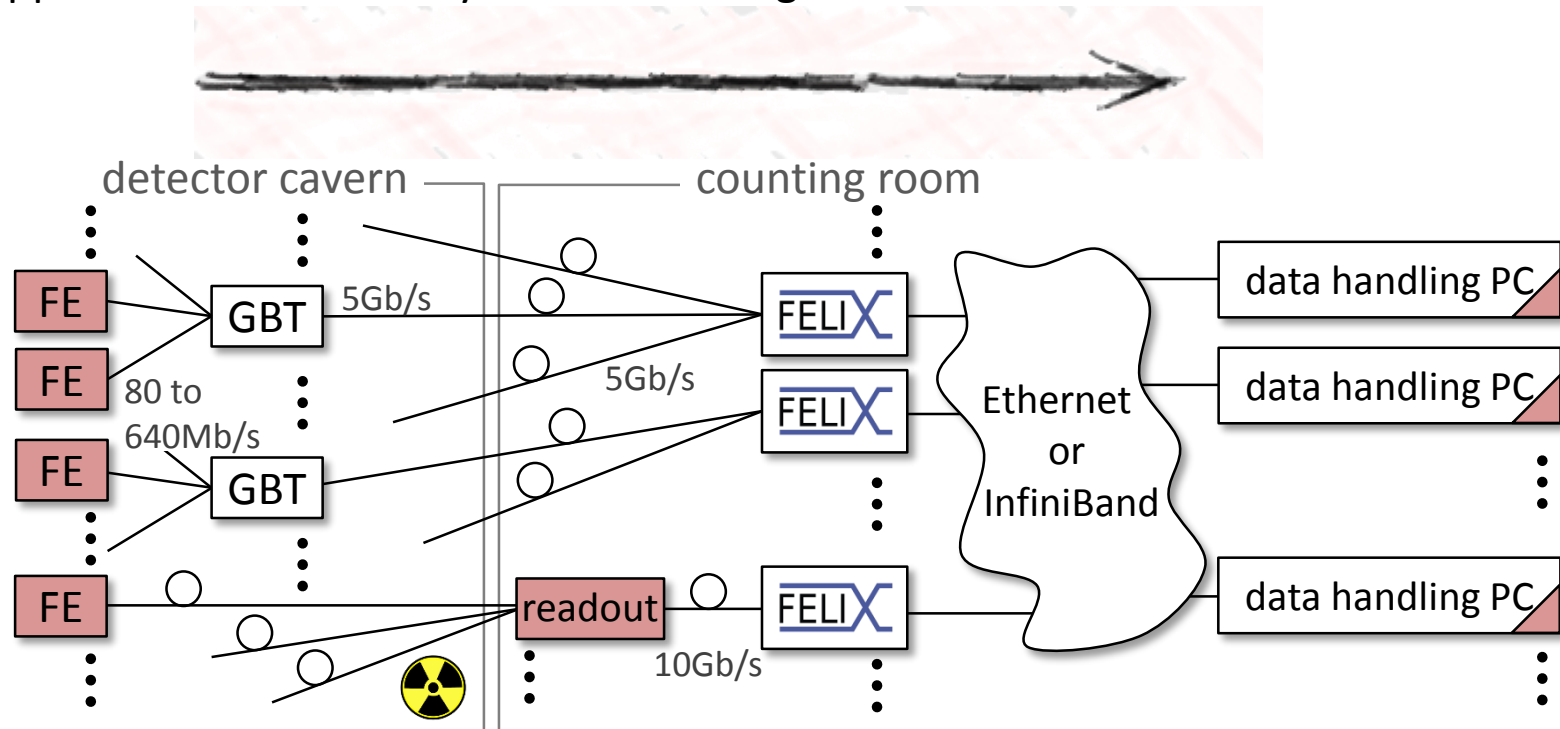 detector cavern
counting room
FE
GBT
5Gb/s
FELIX
data handling PC
FE
80 to
640Mb/s
5Gb/s
FELIX
Ethernet
or
InfiniBand
data handling PC
FE
GBT
FE
readout
10Gb/s
FELIX
data handling PC